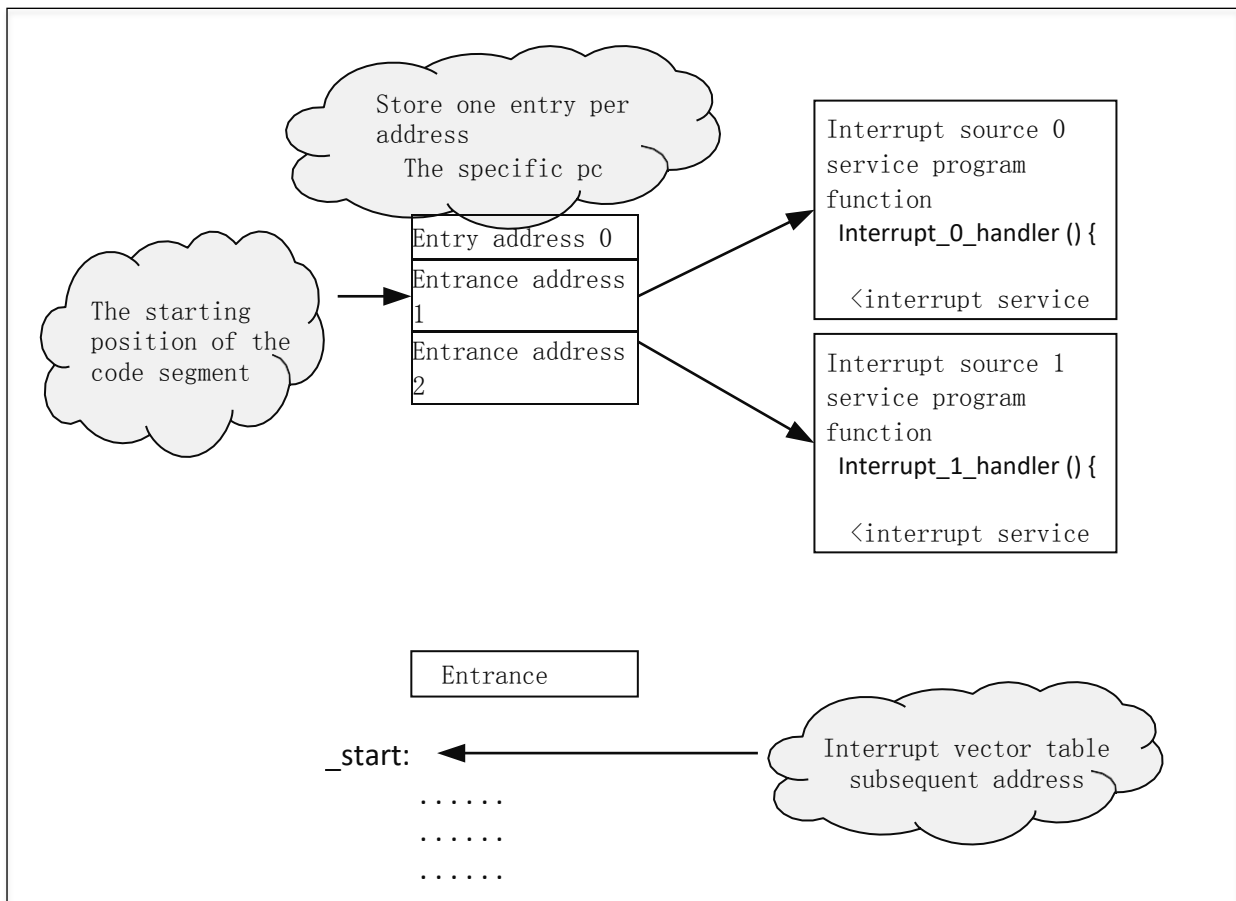 Store one entry per
address
The specific pc
Interrupt source 0
service program
function
Interrupt_0_handler () {
<interrupt service
Entry address 0
Entrance address
1
Entrance address
2
The starting
position of the
code segment
Interrupt source 1
service program
function
Interrupt_1_handler () {
<interrupt service
Entrance
_start:
Interrupt vector table
subsequent address
......
......
......